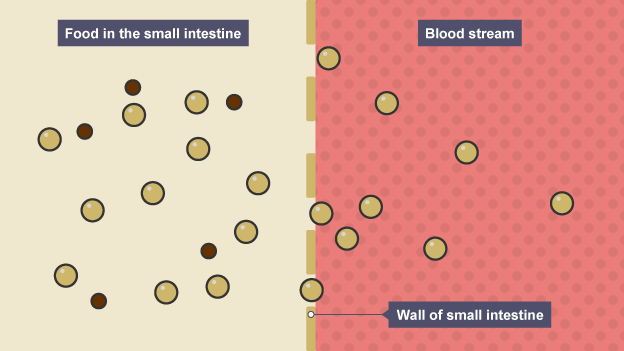 Food in the small intestine
Blood stream
Wall of small intestine